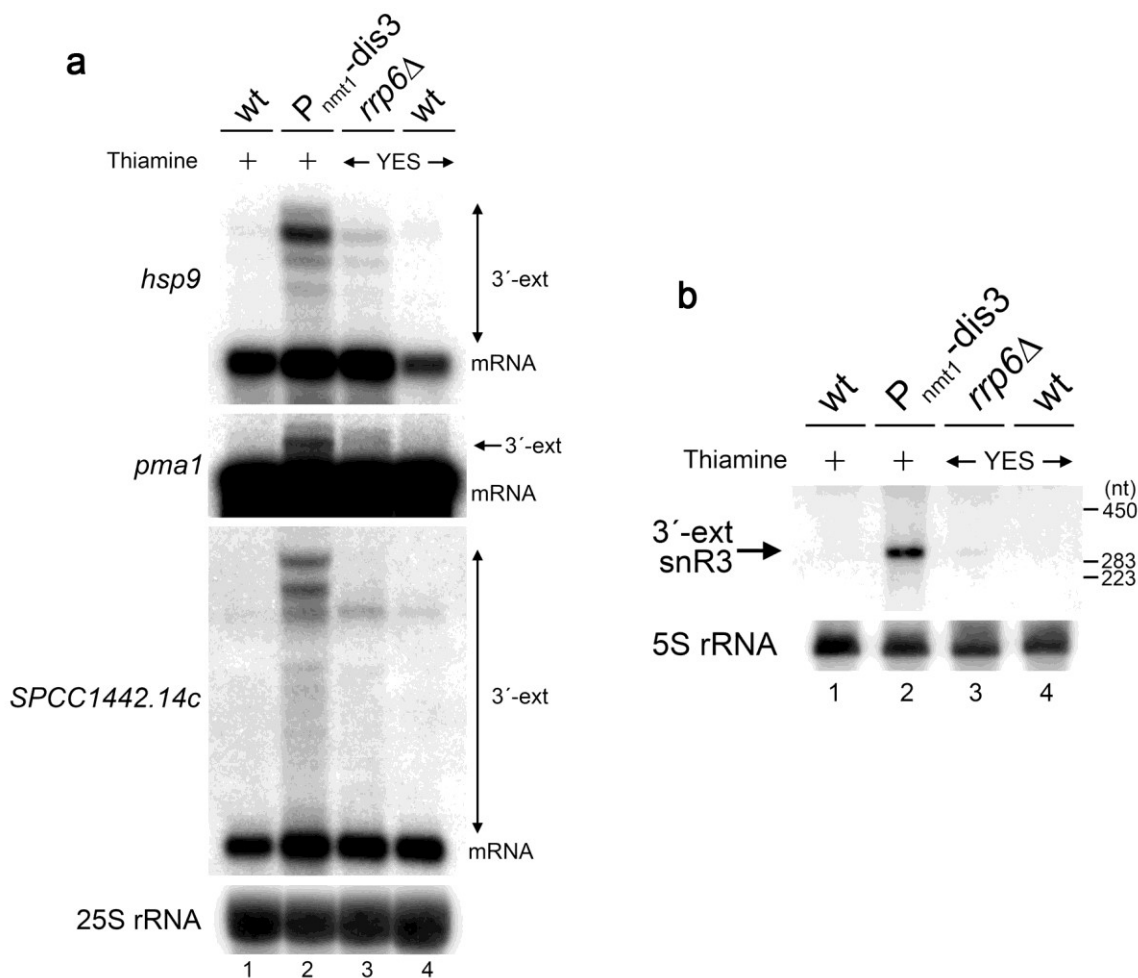 a
wt P nmt1-dis3 rrp6Δ wt
Thiamine + + ← YES →
hsp9
3´-ext
mRNA
pma1
←3´-ext
mRNA
SPCC1442.14c
3´-ext
mRNA
25S rRNA
1 2 3 4
b
wt P nmt1-dis3 rrp6Δ wt
Thiamine + + ← YES →
(nt)
450
3´-ext
snR3
283
223
5S rRNA
1 2 3 4